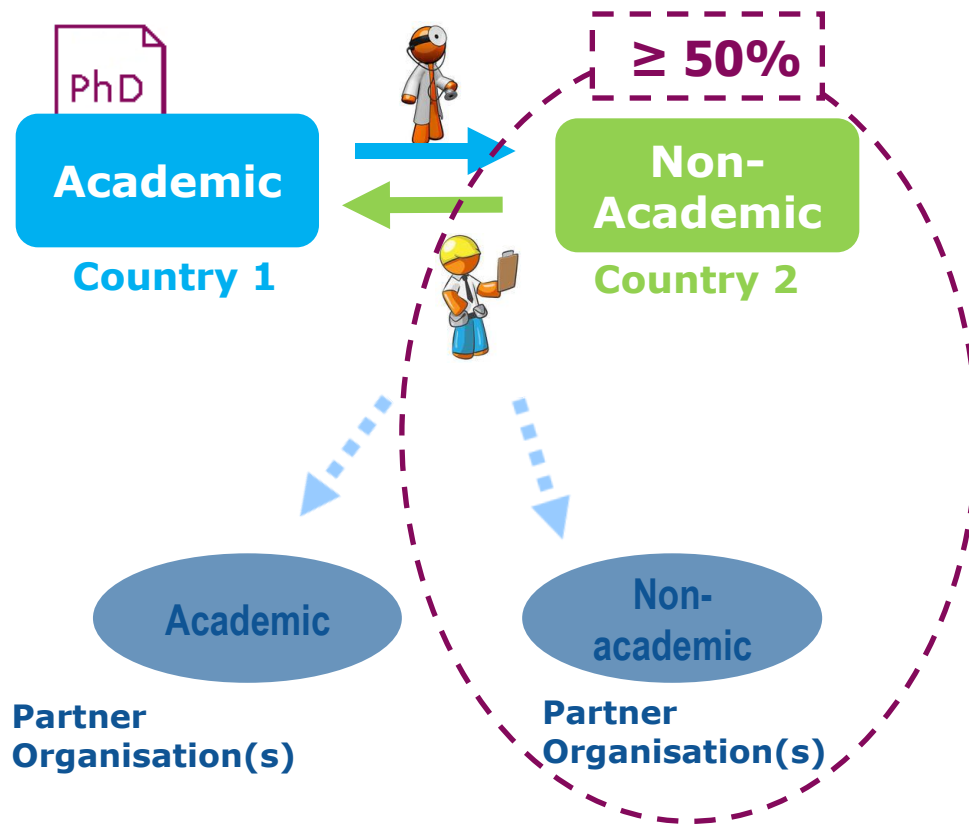 PhD
≥ 50%
Academic
Non-
Academic
Country 1
Country 2
Academic
Non-
academic
Partner
Organisation(s)
Partner
Organisation(s)